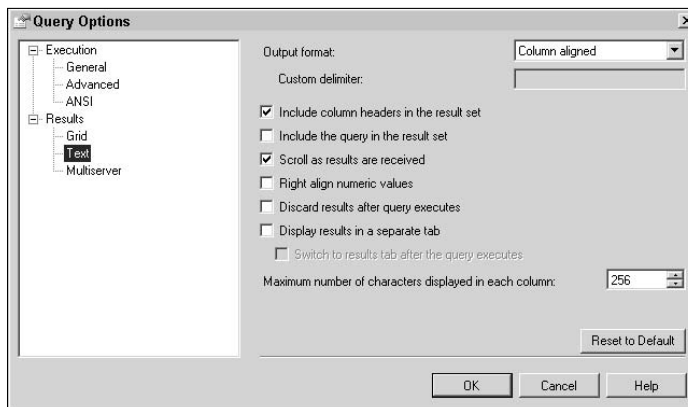 Query Options
Execution
General
Advanced
ANSI
Results
Grid
Text
Multiserver
Output format: Column aligned
Custom delimiter:
Include column headers in the result set
Include the query in the result set
Scroll as results are received
Right align numeric values
Discard results after query executes
Display results in a separate tab
Switch to results tab after the query executes
Maximum number of characters displayed in each column: 256
Reset to Default
OK Cancel Help